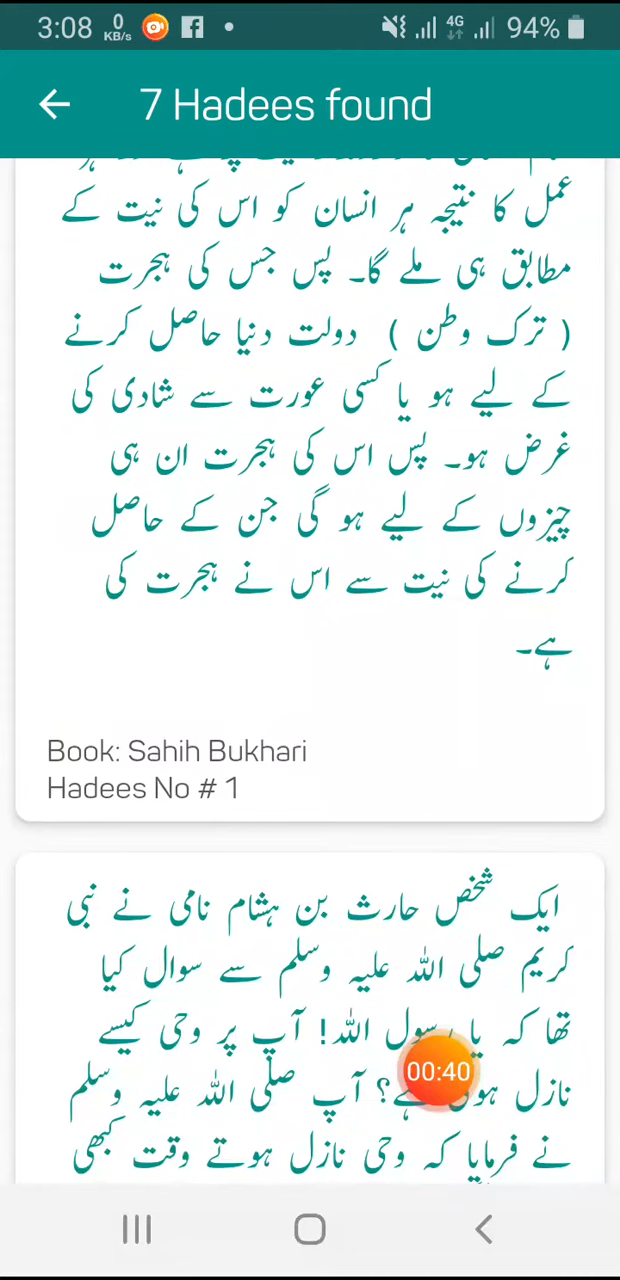 3:08 0 KB/s 4G 94%
7 Hadees found
عمل کا نتیجہ ہر انسان کو اس کی نیت کے
مطابق ہی ملے گا۔ پس جس کی ہجرت
( ترک وطن ) دولت دنیا حاصل کرنے
کے لیے ہو یا کسی عورت سے شادی کی
غرض ہو۔ پس اس کی ہجرت ان ہی
چیزوں کے لیے ہو گی جن کے حاصل
کرنے کی نیت سے اس نے ہجرت کی
ہے۔
Book: Sahih Bukhari
Hadees No # 1
ایک شخص حارث بن ہشام نامی نے نبی
کریم صلی اللہ علیہ وسلم سے سوال کیا
تھا کہ یا رسول اللہ! آپ پر وحی کیسے
00:40
نازل ہوتی ہے؟ آپ صلی اللہ علیہ وسلم
نے فرمایا کہ وحی نازل ہوتے وقت کبھی